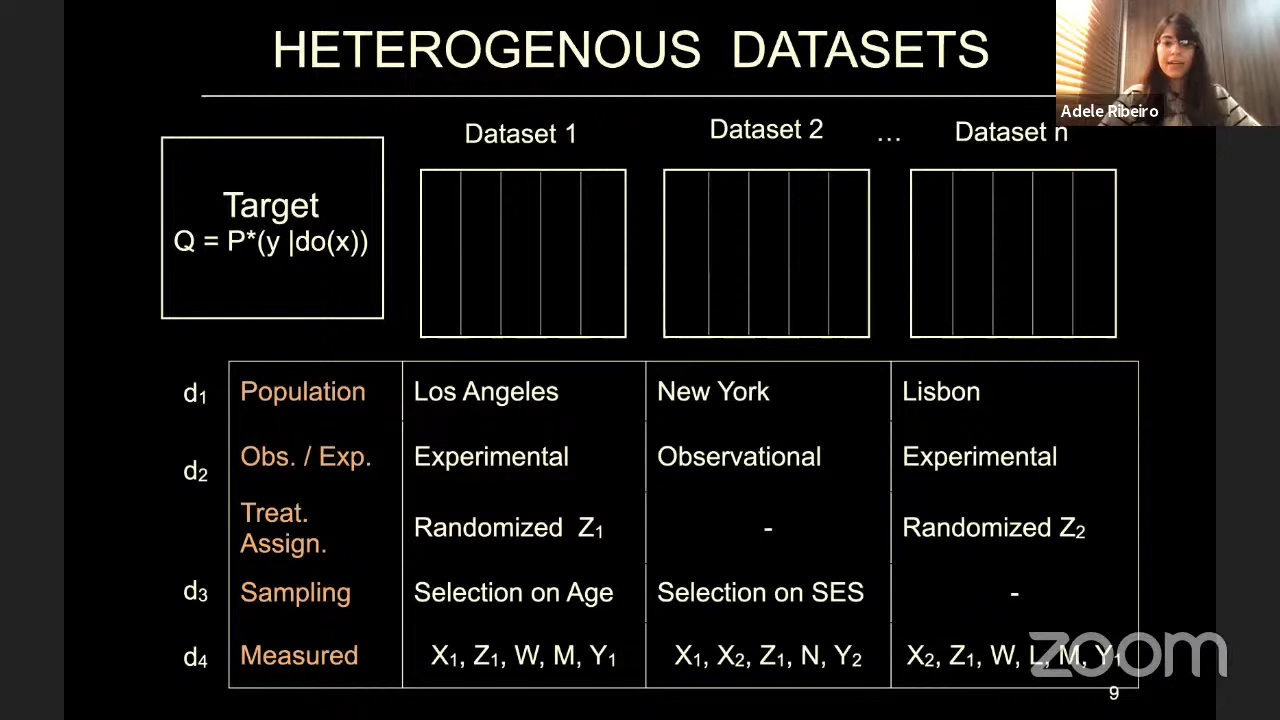 HETEROGENOUS DATASETS
Adele Ribeiro
Dataset 1
Dataset 2
...
Dataset n
Target
Q = P*(y |do(x))
d₁ Population Los Angeles New York Lisbon
d₂ Obs. / Exp. Experimental Observational Experimental
Treat. Assign. Randomized Z₁ - Randomized Z₂
d₃ Sampling Selection on Age Selection on SES -
d₄ Measured X₁, Z₁, W, M, Y₁ X₁, X₂, Z₁, N, Y₂ X₂, Z₁, W, L, M, Y₁
zoom
9